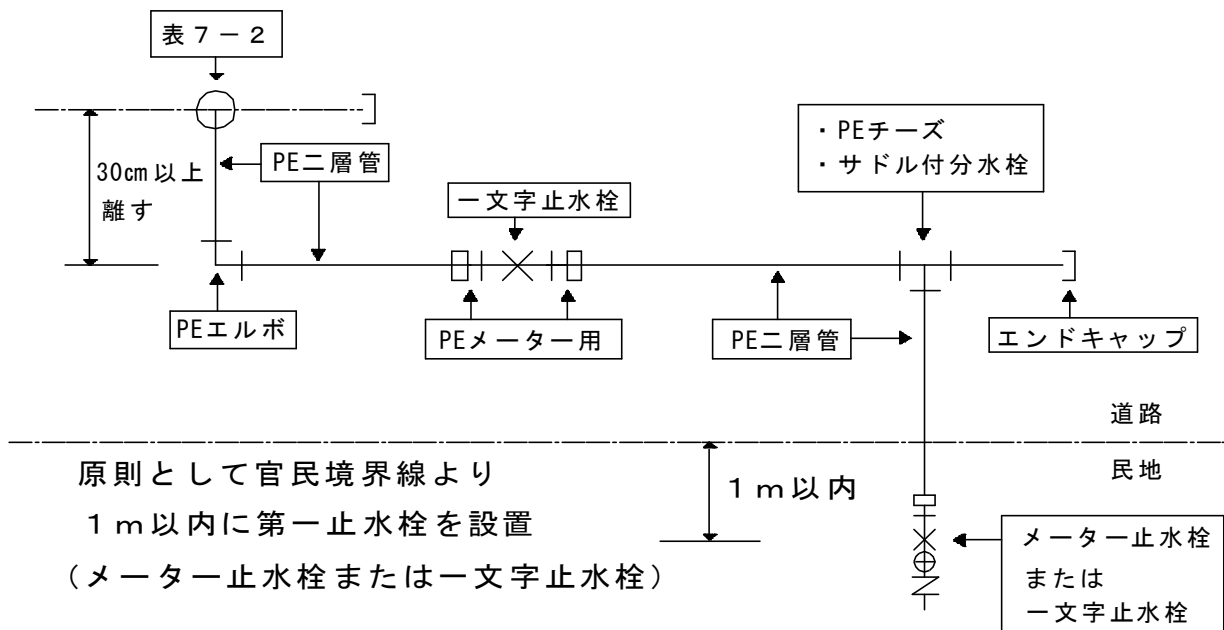 表７－２
30㎝以上
離す
PE二層管
一文字止水栓
・PEチーズ
・サドル付分水栓
PEエルボ
PEメーター用
PE二層管
エンドキャップ
道路
民地
原則として官民境界線より
１ｍ以内に第一止水栓を設置
（メーター止水栓または一文字止水栓）
１ｍ以内
メーター止水栓
または
一文字止水栓